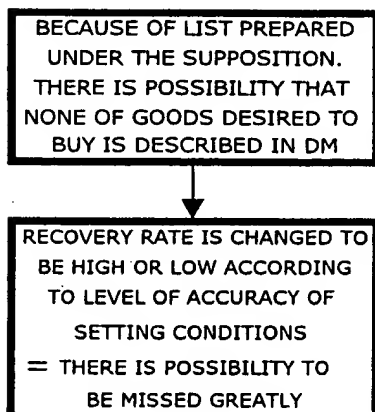 BECAUSE OF LIST PREPARED
UNDER THE SUPPOSITION.
THERE IS POSSIBILITY THAT
NONE OF GOODS DESIRED TO
BUY IS DESCRIBED IN DM
RECOVERY RATE IS CHANGED TO
BE HIGH OR LOW ACCORDING
TO LEVEL OF ACCURACY OF
SETTING CONDITIONS
= THERE IS POSSIBILITY TO
BE MISSED GREATLY